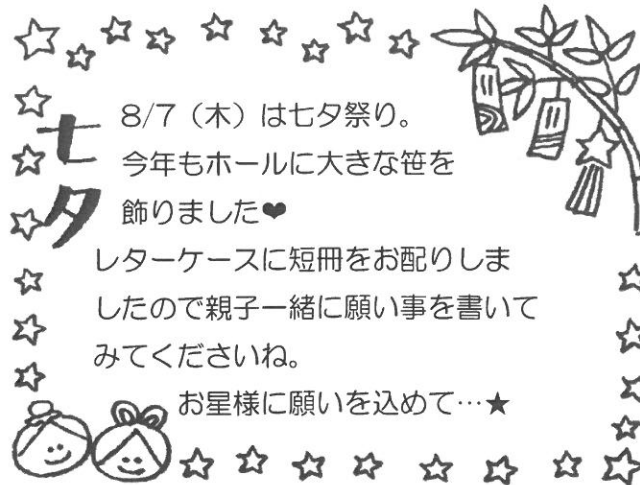 七夕
8/7（木）は七夕祭り。
今年もホールに大きな笹を
飾りました❤
レターケースに短冊をお配りしま
したので親子一緒に願い事を書いて
みてくださいね。
お星様に願いを込めて…★